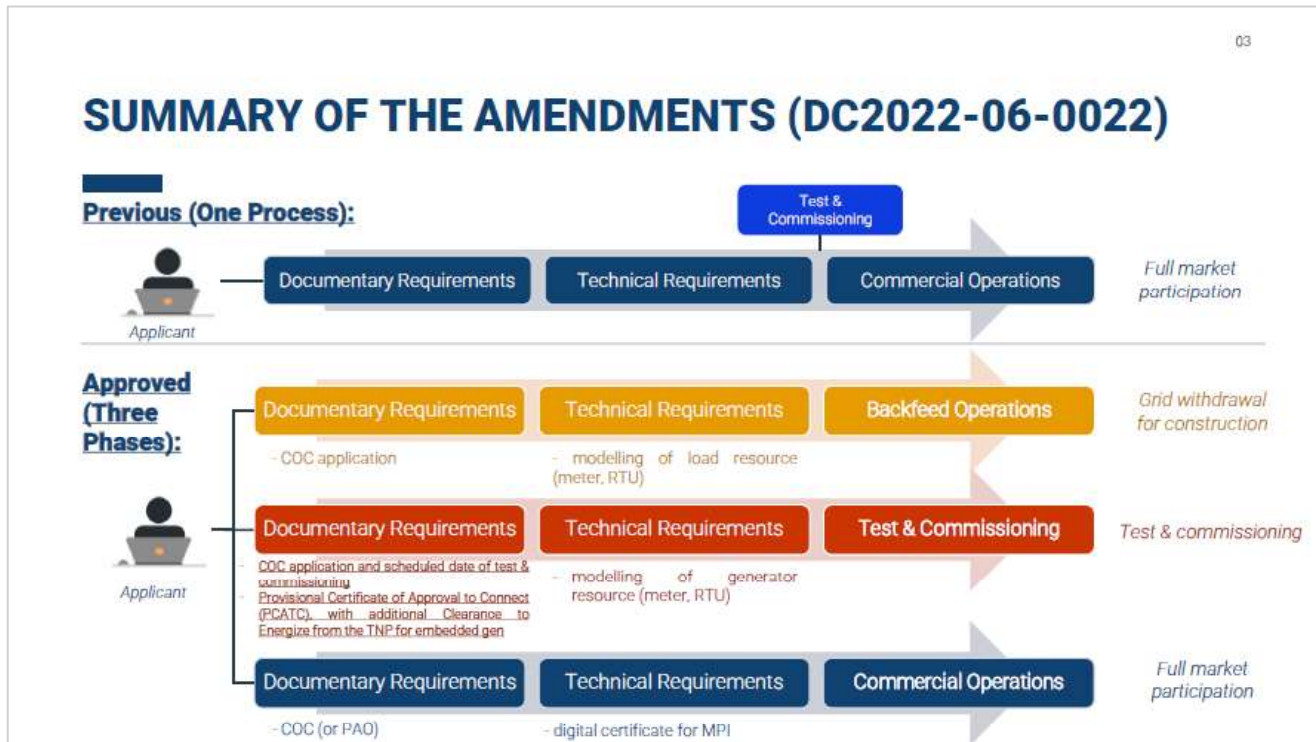 03
SUMMARY OF THE AMENDMENTS (DC2022-06-0022)
Previous (One Process):
Test &
Commissioning
Applicant
Documentary Requirements
Technical Requirements
Commercial Operations
Full market
participation
Approved
(Three
Phases):
Applicant
Documentary Requirements
Technical Requirements
Backfeed Operations
Grid withdrawal
for construction
- COC application
- modelling of load resource
(meter, RTU)
Documentary Requirements
Technical Requirements
Test & Commissioning
Test & commissioning
- COC application and scheduled date of test &
commissioning
- Provisional Certificate of Approval to Connect
(PCATC), with additional Clearance to
Energize from the TNP for embedded gen
- modelling of generator
resource (meter, RTU)
Documentary Requirements
Technical Requirements
Commercial Operations
Full market
participation
- COC (or PAO)
- digital certificate for MPI